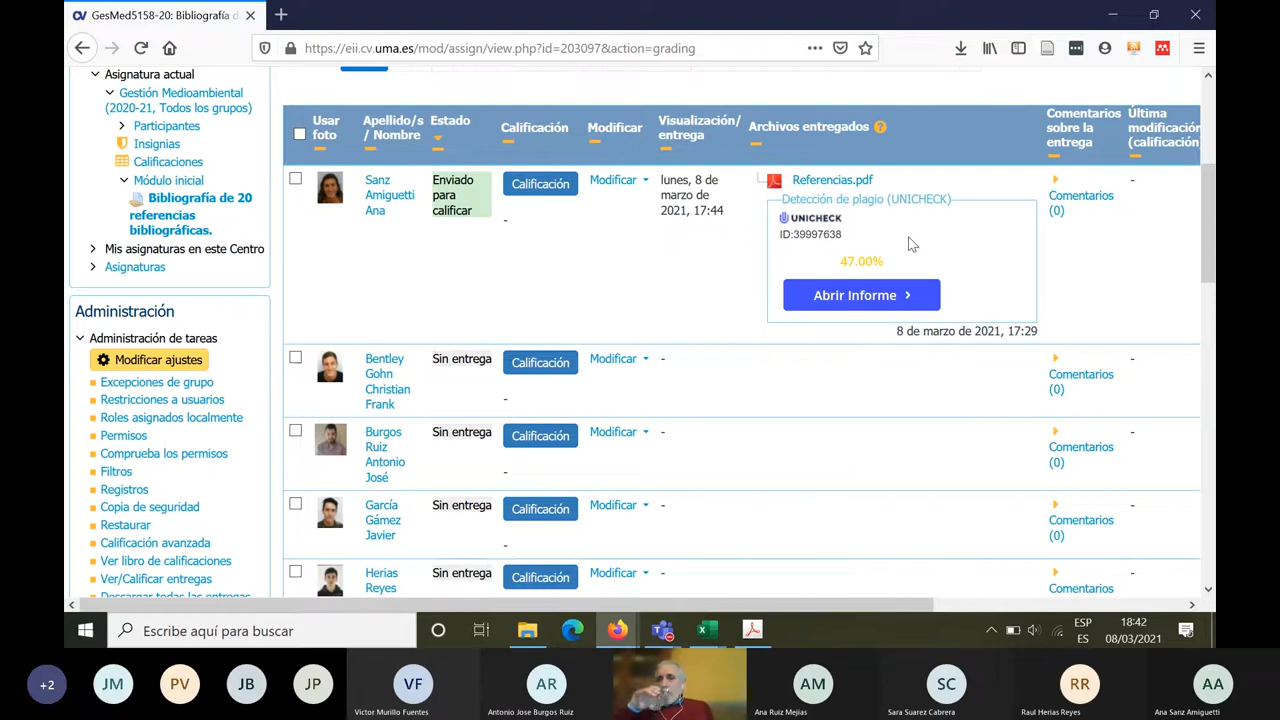 GesMed5158-20: Bibliografía d
https://eii.cv.uma.es/mod/assign/view.php?id=203097&action=grading
Asignatura actual
Gestión Medioambiental
(2020-21, Todos los grupos)
Participantes
Insignias
Calificaciones
Módulo inicial
Bibliografía de 20
referencias
bibliográficas.
Mis asignaturas en este Centro
Asignaturas
Administración
Administración de tareas
Modificar ajustes
Excepciones de grupo
Restricciones a usuarios
Roles asignados localmente
Permisos
Comprueba los permisos
Filtros
Registros
Copia de seguridad
Restaurar
Calificación avanzada
Ver libro de calificaciones
Ver/Calificar entregas
Descargar todas las entregas
Usar
foto
Apellido/s
/ Nombre
Estado
Calificación
Modificar
Visualización/
entrega
Archivos entregados
Comentarios
sobre la
entrega
Última
modificación
(calificación
Sanz
Amiguetti
Ana
Enviado
para
calificar
Calificación
-
Modificar
lunes, 8 de
marzo de
2021, 17:44
Referencias.pdf
Detección de plagio (UNICHECK)
UNICHECK
ID:39997638
47.00%
Abrir Informe
8 de marzo de 2021, 17:29
Comentarios
(0)
-
Bentley
Gohn
Christian
Frank
Sin entrega
Calificación
-
Modificar
-
Comentarios
(0)
-
Burgos
Ruiz
Antonio
José
Sin entrega
Calificación
-
Modificar
-
Comentarios
(0)
-
García
Gámez
Javier
Sin entrega
Calificación
-
Modificar
-
Comentarios
(0)
-
Herias
Reyes
Sin entrega
Calificación
Modificar
-
Comentarios
-
Escribe aquí para buscar
ESP
ES
18:42
08/03/2021
+2
JM
PV
JB
JP
VF
Victor Murillo Fuentes
AR
Antonio Jose Burgos Ruiz
AM
Ana Ruiz Mejias
SC
Sara Suarez Cabrera
RR
Raul Herias Reyes
AA
Ana Sanz Amiguetti